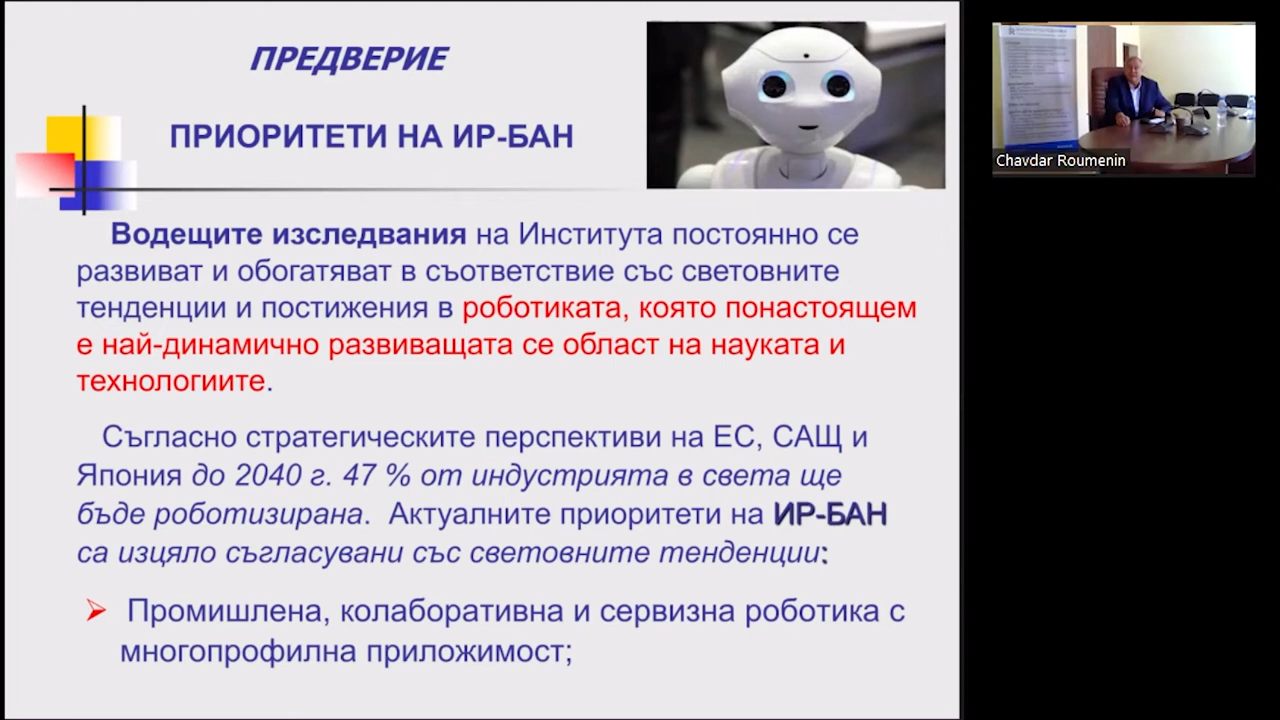 ПРЕДВЕРИЕ
ПРИОРИТЕТИ НА ИР-БАН
Водещите изследвания на Института постоянно се
развиват и обогатяват в съответствие със световните
тенденции и постижения в роботиката, която понастоящем
е най-динамично развиващата се област на науката и
технологиите.
Съгласно стратегическите перспективи на ЕС, САЩ и
Япония до 2040 г. 47 % от индустрията в света ще
бъде роботизирана. Актуалните приоритети на ИР-БАН
са изцяло съгласувани със световните тенденции:
Промишлена, колаборативна и сервизна роботика с
многопрофилна приложимост;
Chavdar Roumenin